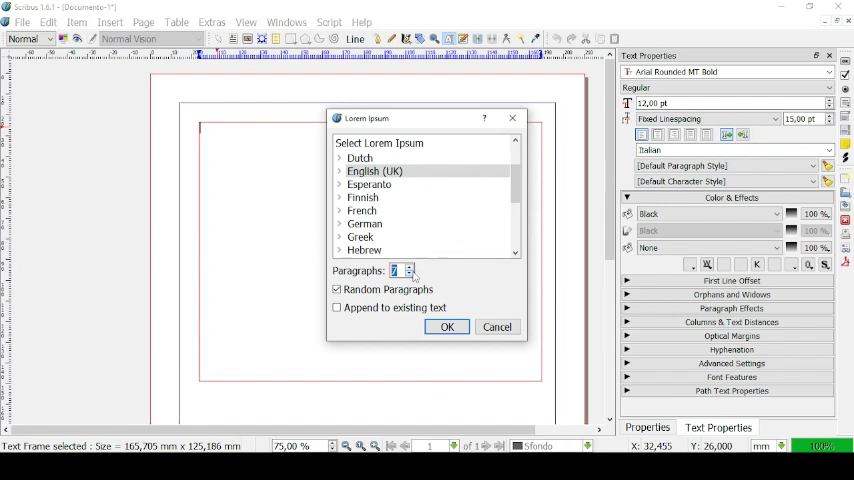 Scribus 1.6.1 - [Documento-1*]
File Edit Item Insert Page Table Extras View Windows Script Help
Normal Normal Vision Line
Text Properties
Arial Rounded MT Bold
Regular
12,00 pt
Fixed Linespacing 15,00 pt
Italian
[Default Paragraph Style]
[Default Character Style]
Color & Effects
Black 100 %
Black 100 %
None 100 %
First Line Offset
Orphans and Widows
Paragraph Effects
Columns & Text Distances
Optical Margins
Hyphenation
Advanced Settings
Font Features
Path Text Properties
Properties Text Properties
Lorem Ipsum
Select Lorem Ipsum
Dutch
English (UK)
Esperanto
Finnish
French
German
Greek
Hebrew
Paragraphs: 7
Random Paragraphs
Append to existing text
OK Cancel
Text Frame selected : Size = 165,705 mm x 125,186 mm 75,00 % 1 of 1 Sfondo X: 32,455 Y: 26,000 mm 100%